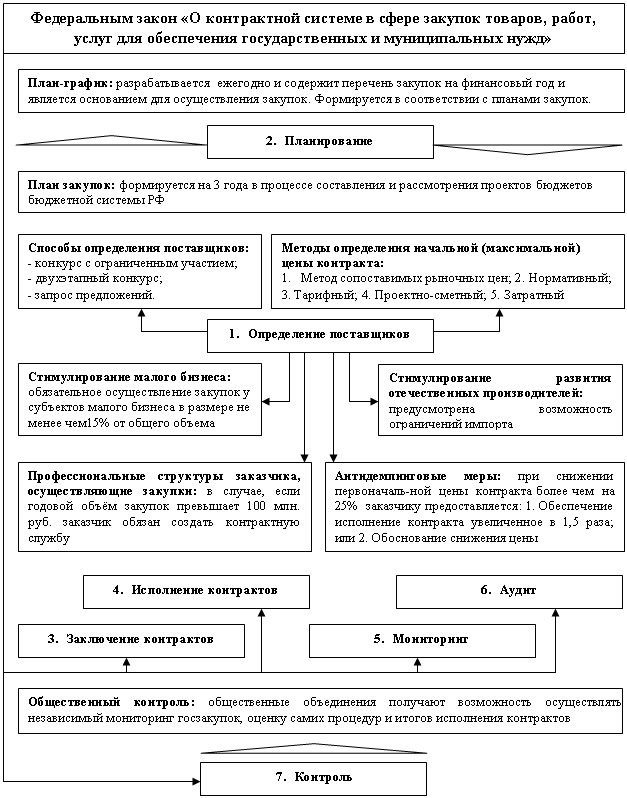 Федеральным закон «О контрактной системе в сфере закупок товаров, работ,
услуг для обеспечения государственных и муниципальных нужд»
План-график: разрабатывается ежегодно и содержит перечень закупок на финансовый год и
является основанием для осуществления закупок. Формируется в соответствии с планами закупок.
2. Планирование
План закупок: формируется на 3 года в процессе составления и рассмотрения проектов бюджетов
бюджетной системы РФ
Способы определения поставщиков:
- конкурс с ограниченным участием;
- двухэтапный конкурс;
- запрос предложений.
Методы определения начальной (максимальной)
цены контракта:
1. Метод сопоставимых рыночных цен; 2. Нормативный;
3. Тарифный; 4. Проектно-сметный; 5. Затратный
1. Определение поставщиков
Стимулирование малого бизнеса:
обязательное осуществление закупок у
субъектов малого бизнеса в размере не
менее чем15% от общего объема
Стимулирование развития
отечественных производителей:
предусмотрена возможность
ограничений импорта
Профессиональные структуры заказчика,
осуществляющие закупки: в случае, если
годовой объём закупок превышает 100 млн.
руб. заказчик обязан создать контрактную
службу
Антидемпинговые меры: при снижении
первоначаль-ной цены контракта более чем на
25% заказчику предоставляется: 1. Обеспечение
исполнение контракта увеличенное в 1,5 раза;
или 2. Обоснование снижения цены
4. Исполнение контрактов
6. Аудит
3. Заключение контрактов
5. Мониторинг
Общественный контроль: общественные объединения получают возможность осуществлять
независимый мониторинг госзакупок, оценку самих процедур и итогов исполнения контрактов
7. Контроль